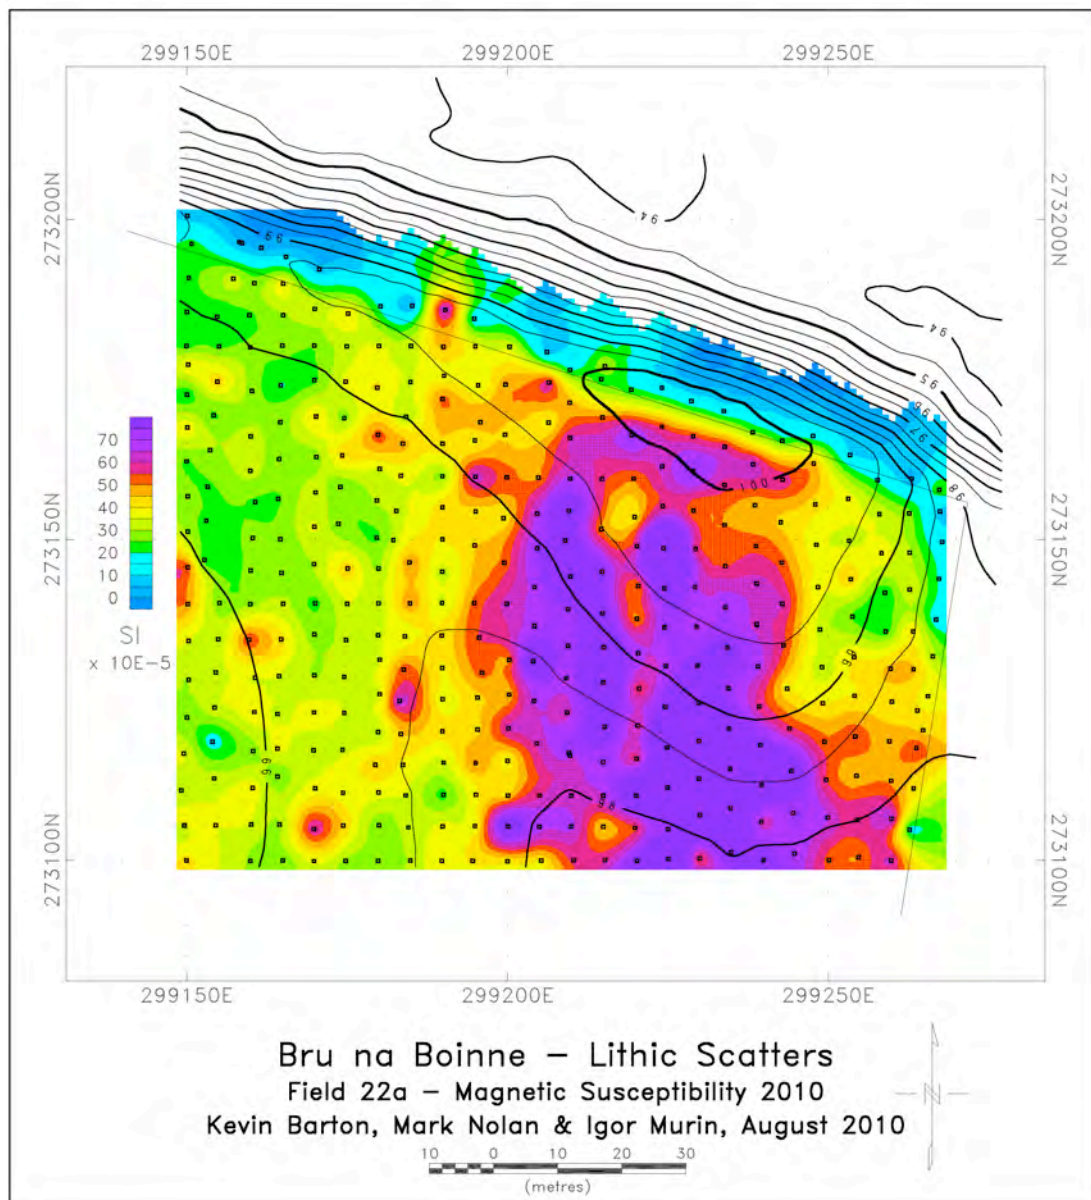 299150E 299200E 299250E
94
273200N 273200N
99
94
95
96
97
70
60
50
40
30
20
10
0
SI
x 10E-5
273150N 273150N
100
98
99
99
98
273100N 273100N
299150E 299200E 299250E
Bru na Boinne - Lithic Scatters
Field 22a - Magnetic Susceptibility 2010
Kevin Barton, Mark Nolan & Igor Murin, August 2010
N
10 0 10 20 30
(metres)